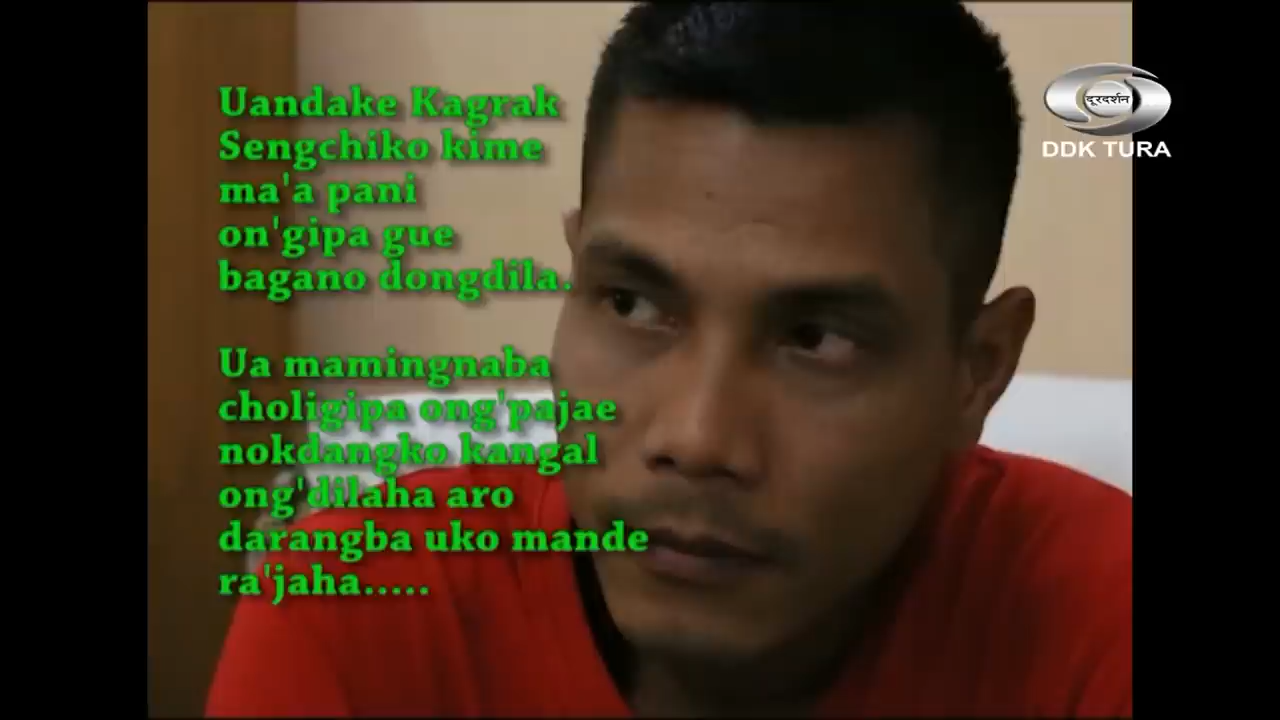 Uandake Kagrak
Sengchiko kime
ma'a pani
on'gipa gue
bagano dongdila.
Ua mamingnaba
choligipa ong'pajae
nokdangko kangal
ong'dilaha aro
darangba uko mande
ra'jaha.....
दूरदर्शन
DDK TURA